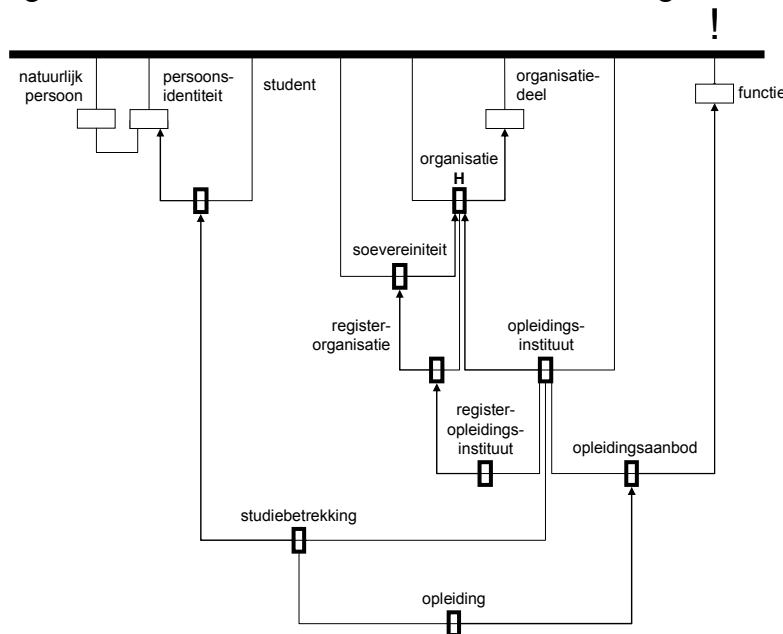 !
natuurlijk
persoon
persoons-
identiteit
student
organisatie-
deel
functie
organisatie
H
soevereiniteit
register-
organisatie
opleidings-
instituut
register-
opleidings-
instituut
opleidingsaanbod
studiebetrekking
opleiding